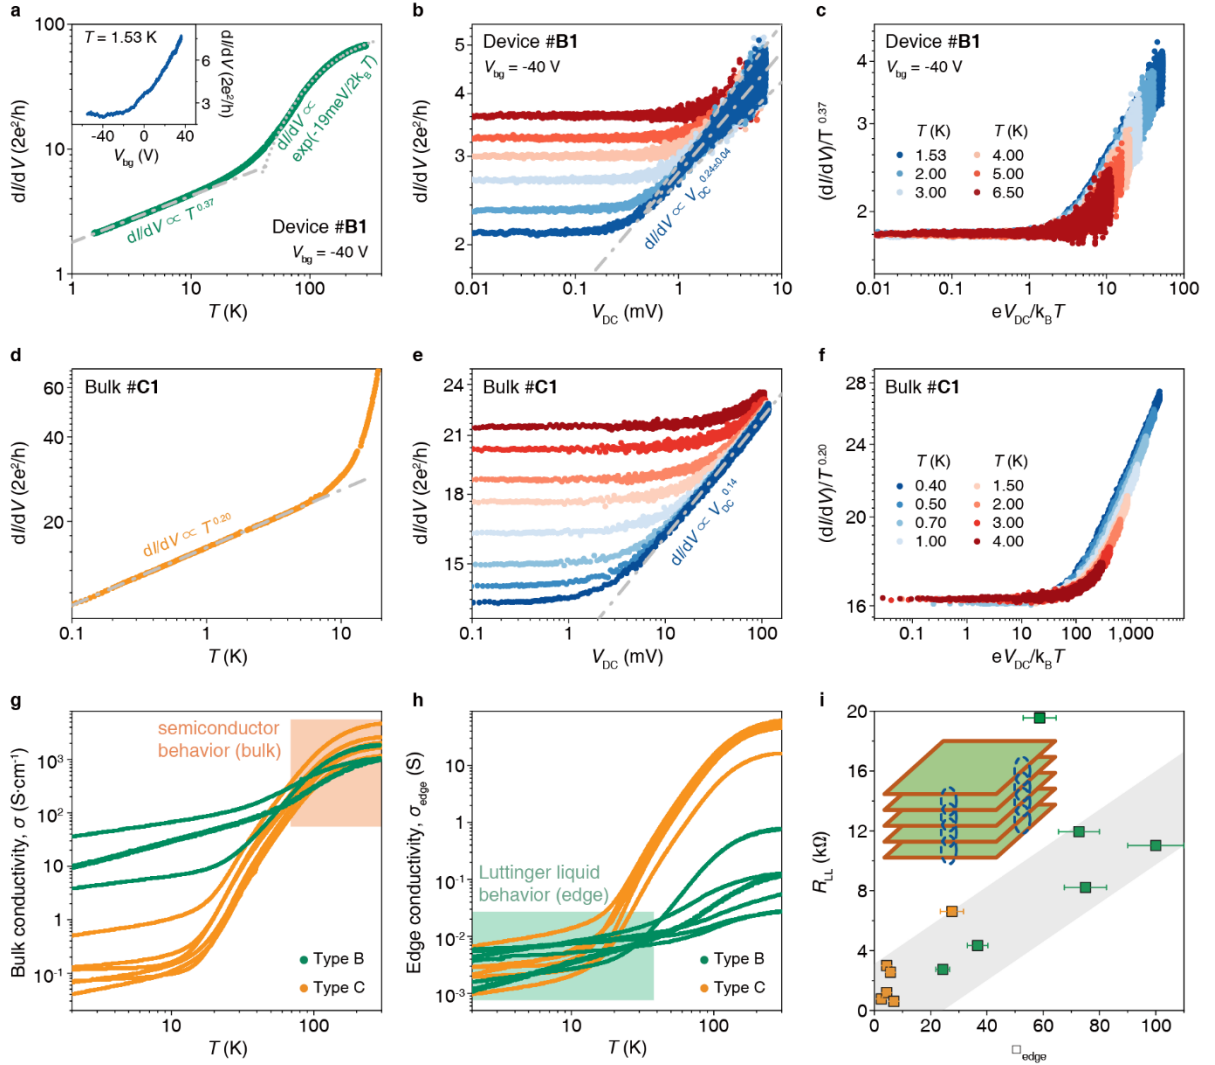 a
100
10
1
dI/dV (2e²/h)
T = 1.53 K
dI/dV (2e²/h)
6
3
-40 0 40
V_bg (V)
dI/dV ∝ T^0.37
dI/dV ∝
exp(-19meV/2k_BT)
Device #B1
V_bg = -40 V
1 10 100
T (K)
b
Device #B1
V_bg = -40 V
5
4
3
2
dI/dV (2e²/h)
dI/dV ∝ V_DC^0.24±0.04
0.01 0.1 1 10
V_DC (mV)
c
Device #B1
V_bg = -40 V
4
3
2
(dI/dV)/T^0.37
T (K) T (K)
1.53 4.00
2.00 5.00
3.00 6.50
0.01 0.1 1 10 100
eV_DC/k_BT
d
Bulk #C1
60
40
20
dI/dV (2e²/h)
dI/dV ∝ T^0.20
0.1 1 10
T (K)
e
Bulk #C1
24
21
18
15
dI/dV (2e²/h)
dI/dV ∝ V_DC^0.14
1 10 100
0.1
V_DC (mV)
f
Bulk #C1
28
24
20
16
(dI/dV)/T^0.20
T (K) T (K)
0.40 1.50
0.50 2.00
0.70 3.00
1.00 4.00
0.1 1 10 100 1,000
eV_DC/k_BT
g
semiconductor
behavior (bulk)
10³
10²
10
1
10⁻¹
Bulk conductivity, σ (S·cm⁻¹)
Type B
Type C
10 100
T (K)
h
10
1
10⁻¹
10⁻²
10⁻³
Edge conductivity, σ_edge (S)
Luttinger liquid
behavior (edge)
Type B
Type C
10 100
T (K)
i
20
16
12
8
4
0
R_LL (kΩ)
0 20 40 60 80 100
□_edge